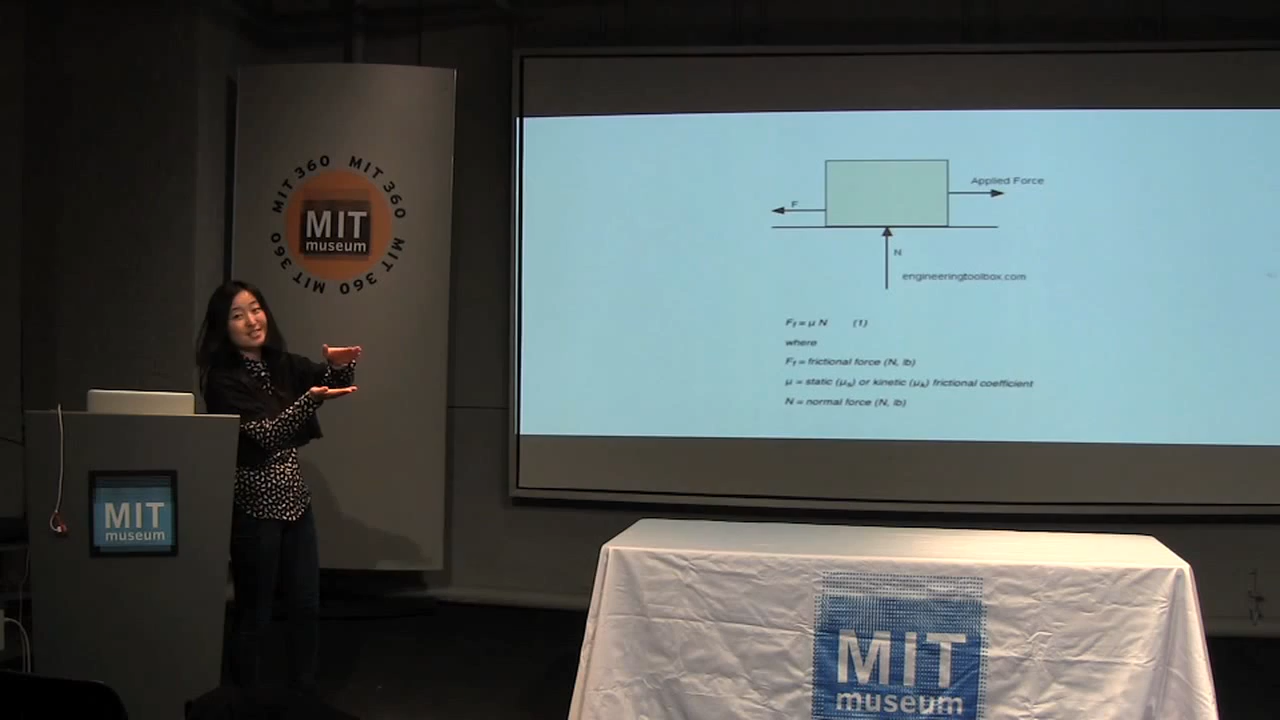 MIT 360 MIT 360 MIT 360 MIT 360
MIT
museum
Applied Force
F
N
engineeringtoolbox.com
Ff = μ N (1)
where
Ff = frictional force (N, lb)
μ = static (μs) or kinetic (μk) frictional coefficient
N = normal force (N, lb)
MIT
museum
MIT
museum